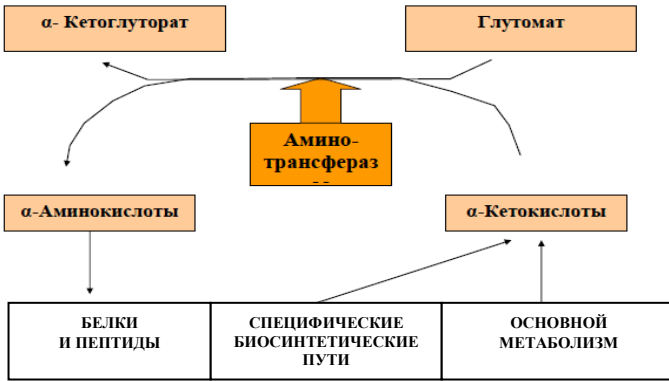 α- Кетоглуторат
Глутомат
Амино-
трансфераз
α-Аминокислоты
α-Кетокислоты
БЕЛКИ
И ПЕПТИДЫ
СПЕЦИФИЧЕСКИЕ
БИОСИНТЕТИЧЕСКИЕ
ПУТИ
ОСНОВНОЙ
МЕТАБОЛИЗМ